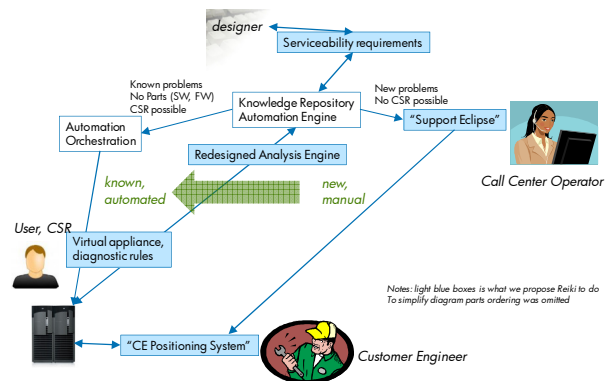 designer
Serviceability requirements
Known problems
No Parts (SW, FW)
CSR possible
Knowledge Repository
Automation Engine
New problems
No CSR possible
Automation
Orchestration
“Support Eclipse”
Redesigned Analysis Engine
known,
automated
new,
manual
Call Center Operator
User, CSR
Virtual appliance,
diagnostic rules
Notes: light blue boxes is what we propose Reiki to do
To simplify diagram parts ordering was omitted
“CE Positioning System”
Customer Engineer